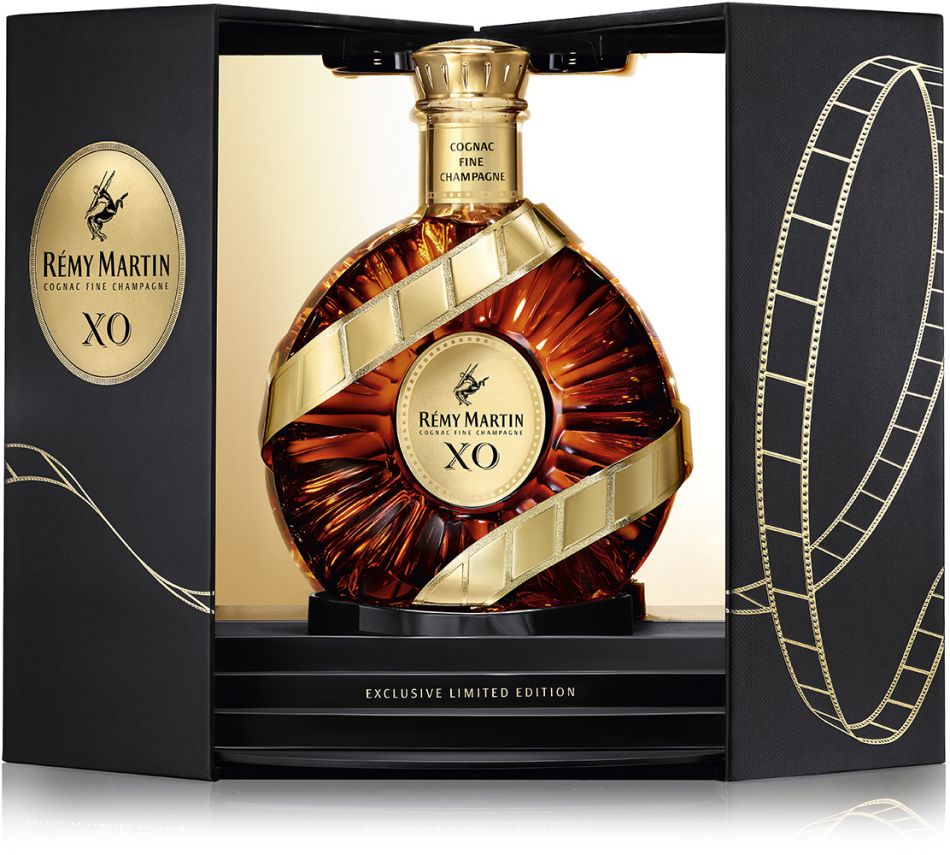 RÉMY MARTIN
COGNAC FINE CHAMPAGNE
XO
COGNAC
FINE
CHAMPAGNE
RÉMY MARTIN
COGNAC FINE CHAMPAGNE
XO
EXCLUSIVE LIMITED EDITION